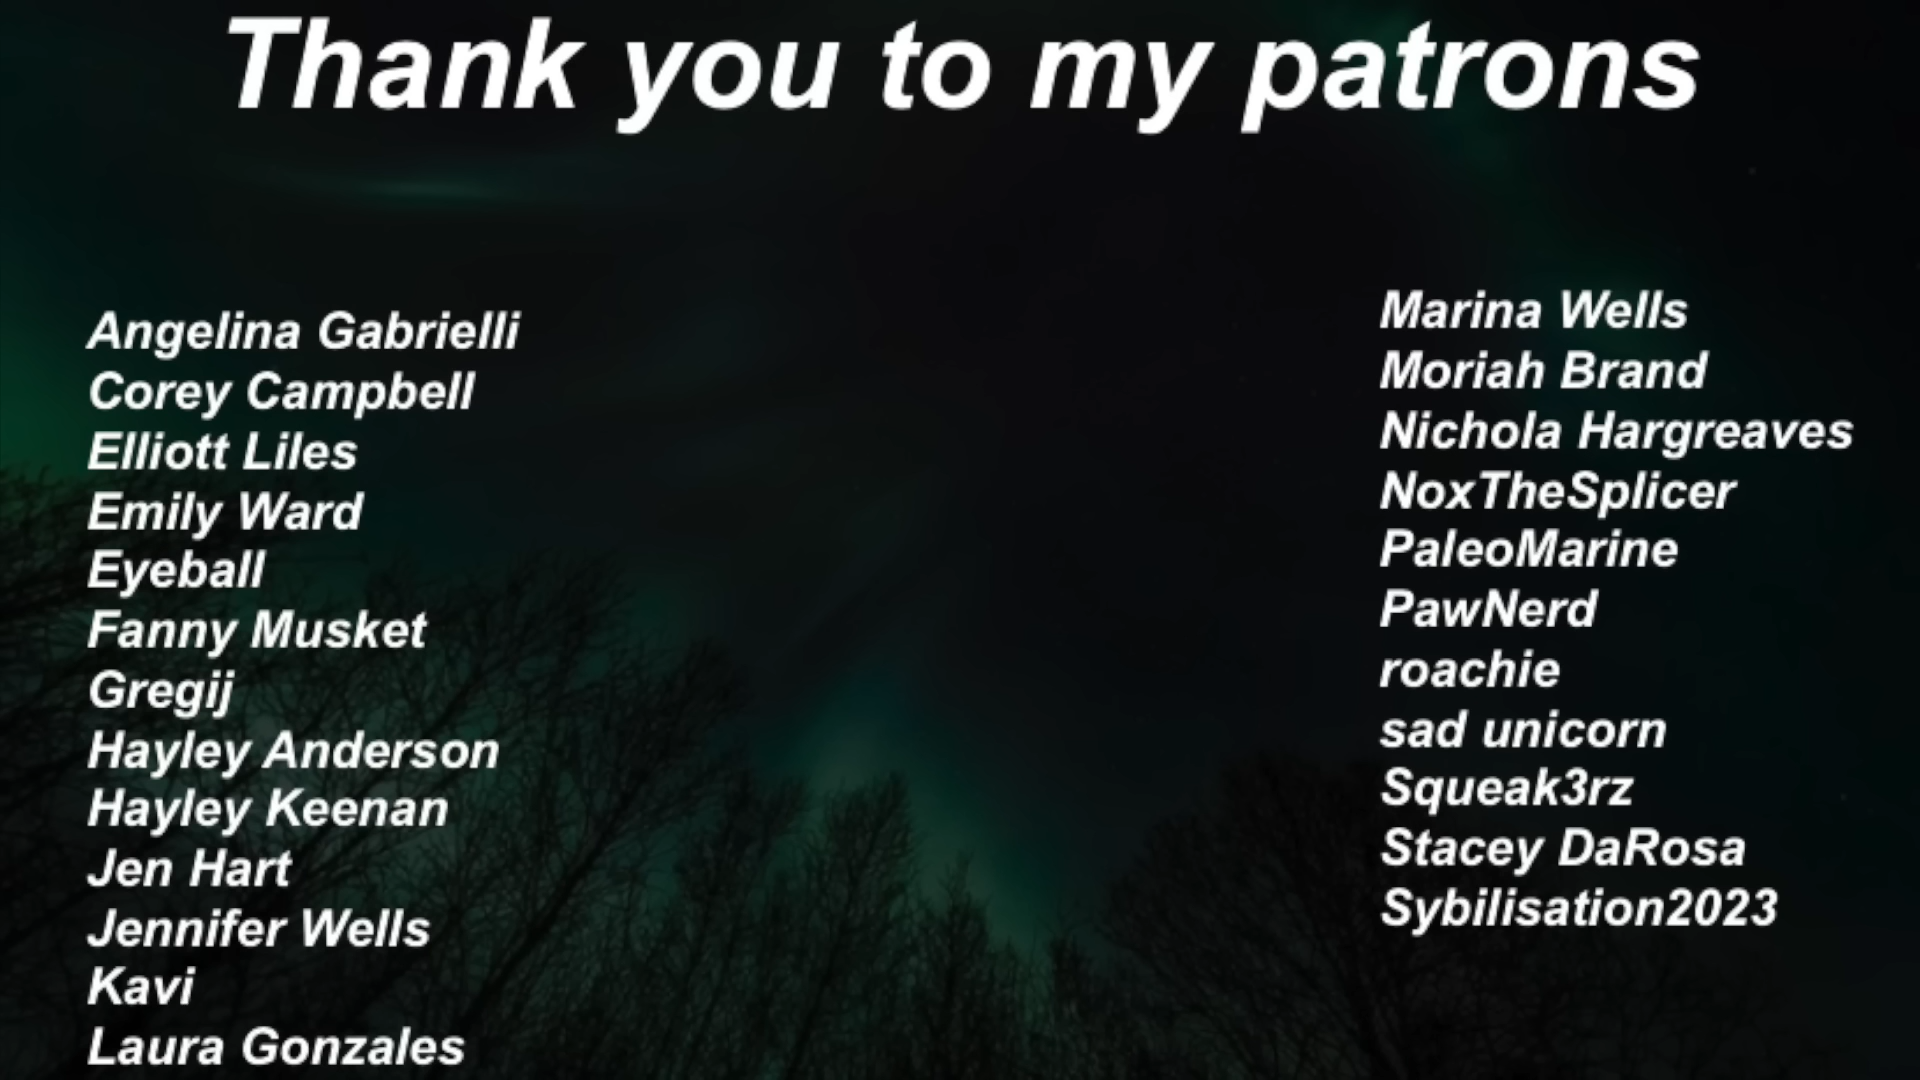 Thank you to my patrons
Angelina Gabrielli
Corey Campbell
Elliott Liles
Emily Ward
Eyeball
Fanny Musket
Gregij
Hayley Anderson
Hayley Keenan
Jen Hart
Jennifer Wells
Kavi
Laura Gonzales
Marina Wells
Moriah Brand
Nichola Hargreaves
NoxTheSplicer
PaleoMarine
PawNerd
roachie
sad unicorn
Squeak3rz
Stacey DaRosa
Sybilisation2023